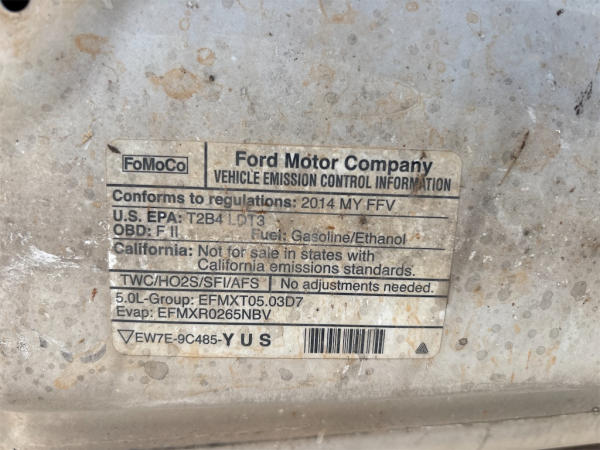 FoMoCo
Ford Motor Company
VEHICLE EMISSION CONTROL INFORMATION
Conforms to regulations: 2014 MY FFV
U.S. EPA: T2B4 LDT3
OBD: F II Fuel: Gasoline/Ethanol
California: Not for sale in states with
California emissions standards.
TWC/HO2S/SFI/AFS No adjustments needed.
5.0L-Group: EFMXT05.03D7
Evap: EFMXR0265NBV
EW7E-9C485-YUS